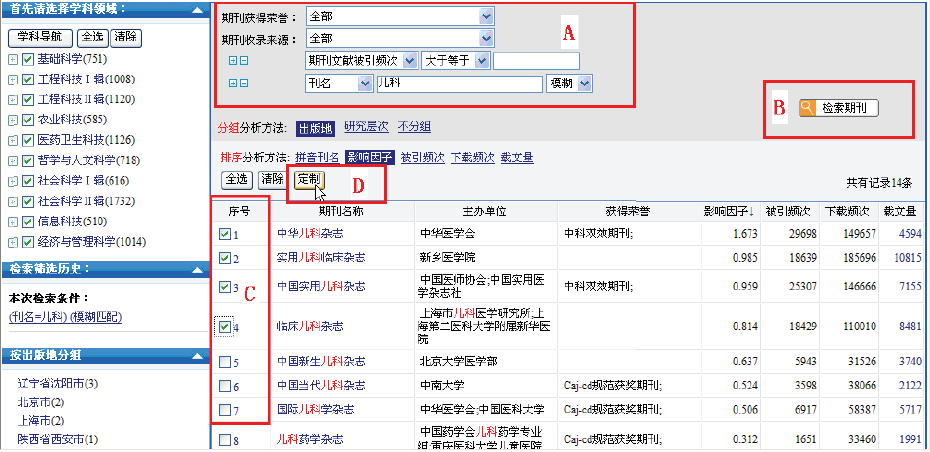 首先请选择学科领域：
学科导航 全选 清除
基础科学(751)
工程科技Ⅰ辑(1008)
工程科技Ⅱ辑(1120)
农业科技(585)
医药卫生科技(1126)
哲学与人文科学(718)
社会科学Ⅰ辑(616)
社会科学Ⅱ辑(1732)
信息科技(510)
经济与管理科学(1014)
检索筛选历史：
本次检索条件：
(刊名=儿科) (模糊匹配)
按出版地分组
辽宁省沈阳市(3)
北京市(2)
上海市(2)
陕西省西安市(1)
期刊获得荣誉： 全部
期刊收录来源： 全部
期刊文献被引频次 大于等于
刊名 儿科 模糊
A
B 检索期刊
分组分析方法: 出版地 研究层次 不分组
排序分析方法: 拼音刊名 影响因子 被引频次 下载频次 载文量
全选 清除 定制 D
共有记录14条
序号 期刊名称 主办单位 获得荣誉 影响因子↓ 被引频次 下载频次 载文量
1 中华儿科杂志 中华医学会 中科双效期刊; 1.673 29698 149657 4594
2 实用儿科临床杂志 新乡医学院 0.985 18639 185696 10815
3 中国实用儿科杂志 中国医师协会;中国实用医学杂志社 中科双效期刊; 0.959 25307 146666 7155
C
4 临床儿科杂志 上海市儿科医学研究所;上海第二医科大学附属新华医院 0.814 18429 110010 8481
5 中国新生儿科杂志 北京大学医学部 0.637 5943 31526 3740
6 中国当代儿科杂志 中南大学 Caj-cd规范获奖期刊; 0.524 3598 38066 2122
7 国际儿科学杂志 中华医学会;中国医科大学 Caj-cd规范获奖期刊; 0.506 6917 58387 5717
8 儿科药学杂志 中国药学会儿科药学专业组;重庆医科大学儿童医院 Caj-cd规范获奖期刊; 0.312 1651 33460 1991